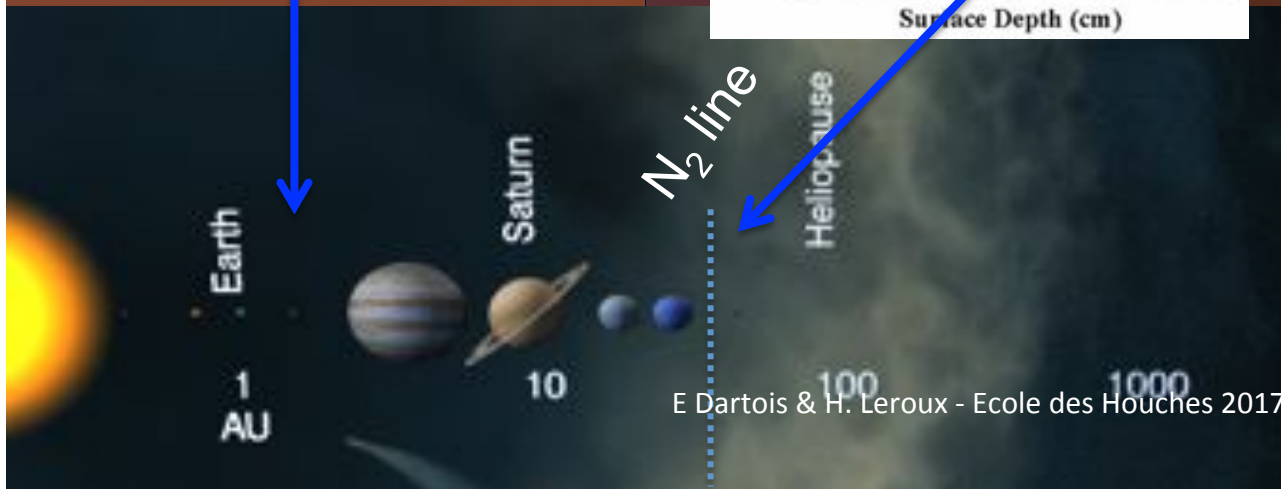 Surface Depth (cm)
N₂ line
Heliopause
Saturn
Earth
1
AU
10
100
1000
E Dartois & H. Leroux - Ecole des Houches 2017